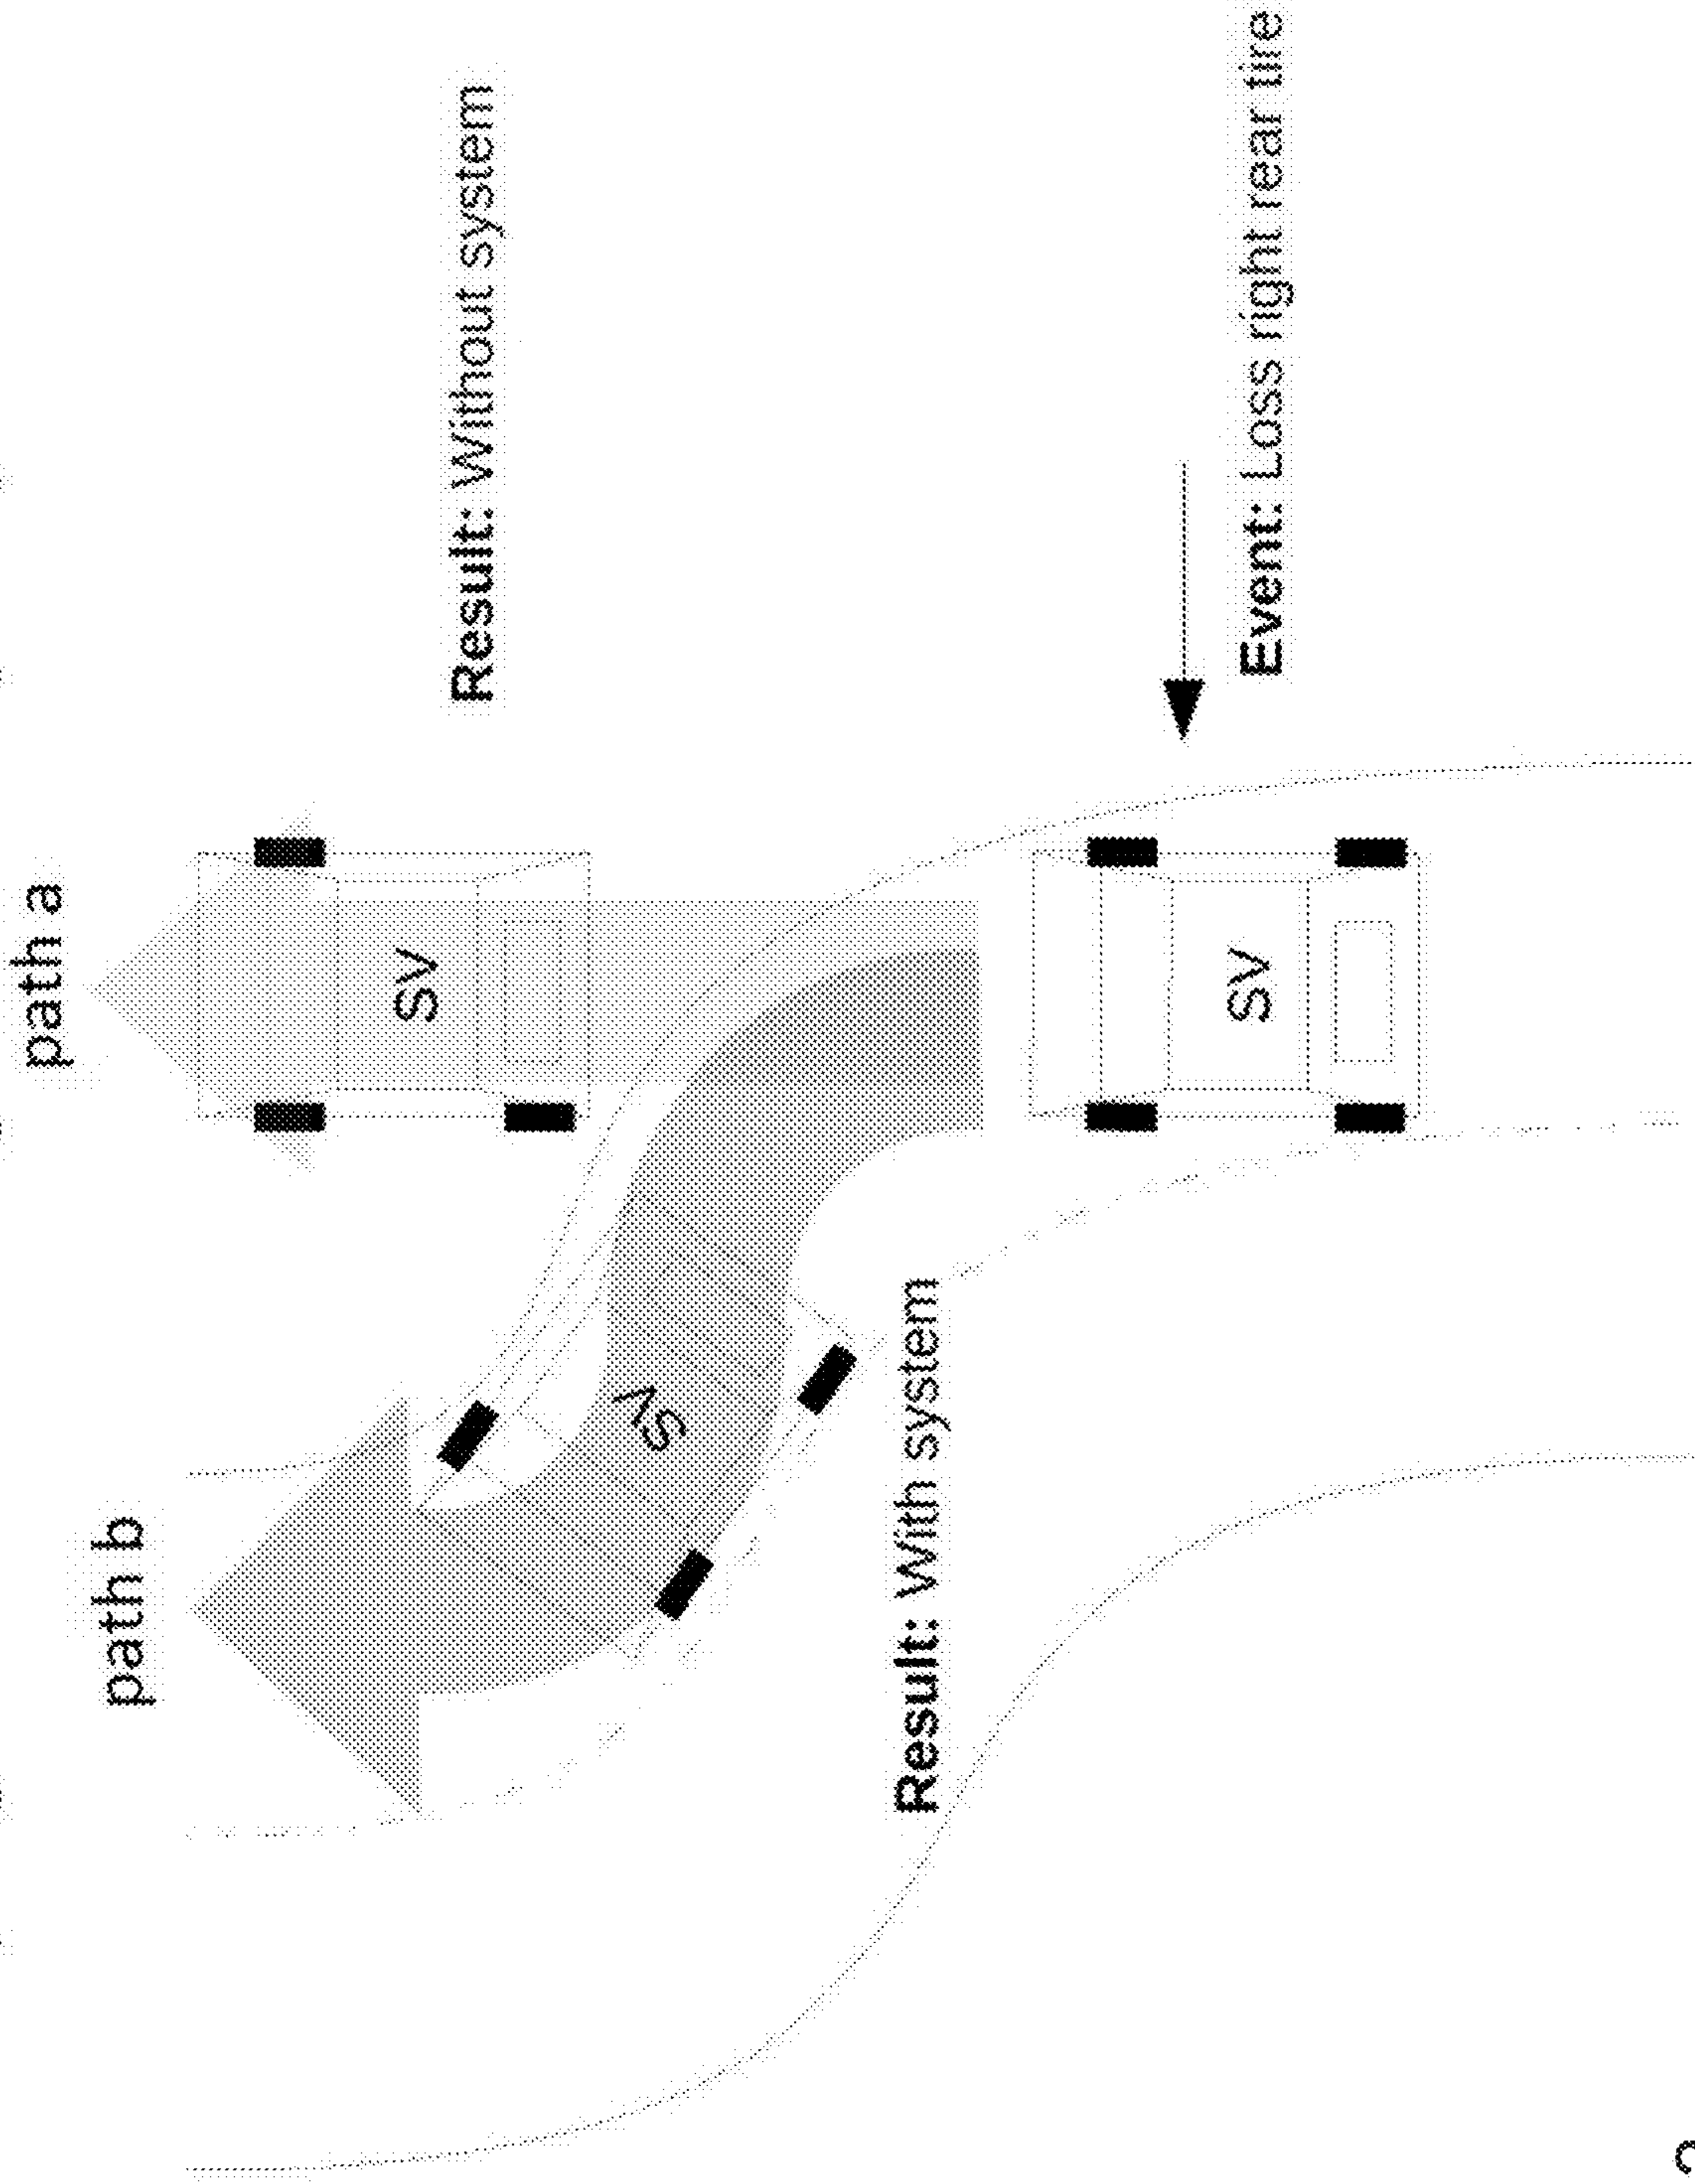 path a
path b
Result: Without system
SV
SV
Result: With system
SV
Event: Loss right rear tire